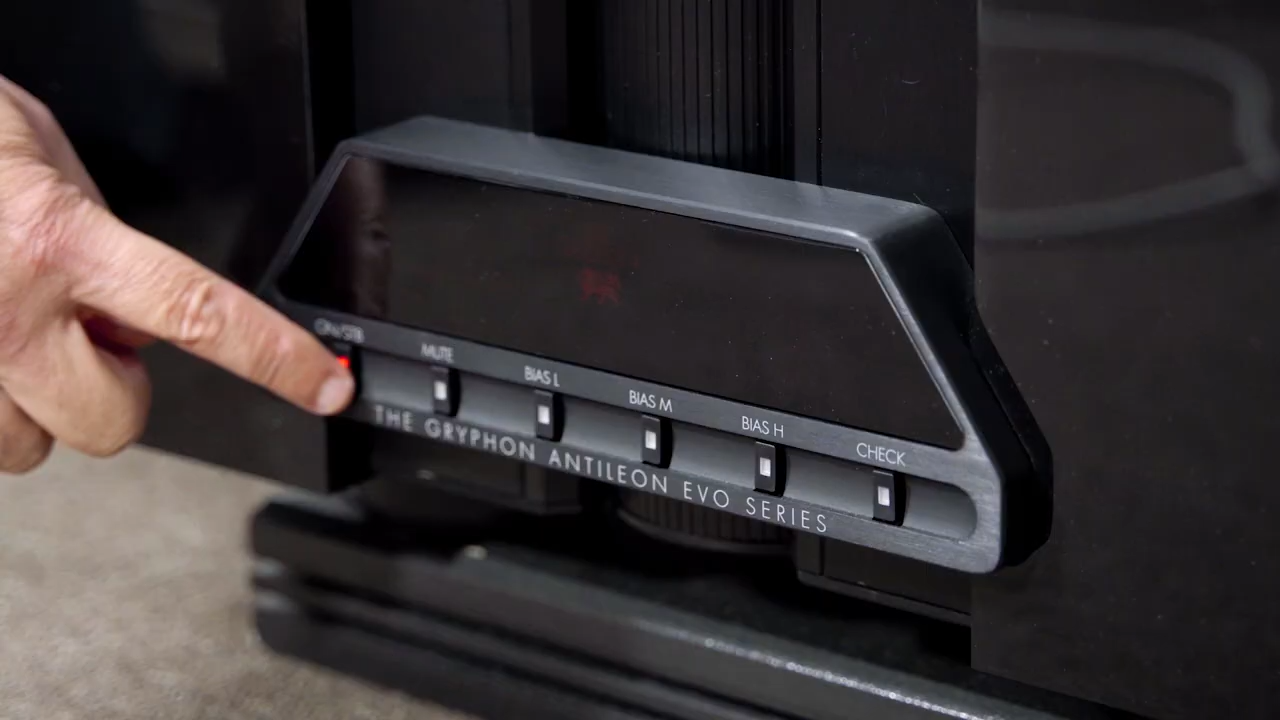 ON/STB MUTE BIAS L BIAS M BIAS H CHECK
THE GRYPHON ANTILEON EVO SERIES